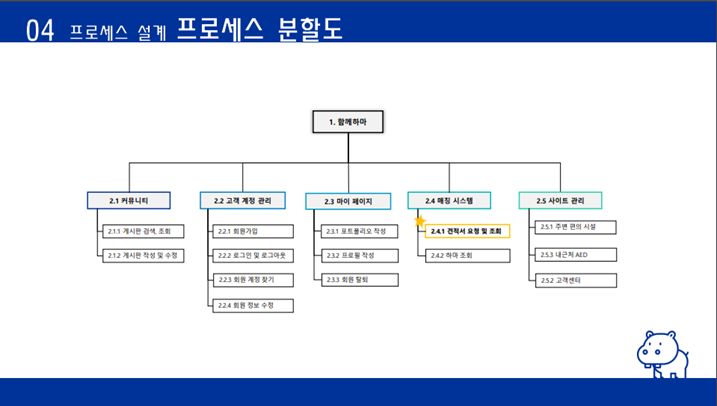 04 프로세스 설계 프로세스 분할도
1. 함께하마
2.1 커뮤니티
2.1.1 게시판 검색, 조회
2.1.2 게시판 작성 및 수정
2.2 고객 계정 관리
2.2.1 회원가입
2.2.2 로그인 및 로그아웃
2.2.3 회원 계정 찾기
2.2.4 회원 정보 수정
2.3 마이 페이지
2.3.1 포트폴리오 작성
2.3.2 프로필 작성
2.3.3 회원 탈퇴
2.4 매칭 시스템
2.4.1 견적서 요청 및 조회
2.4.2 하마 조회
2.5 사이트 관리
2.5.1 주변 편의 시설
2.5.3 내근처 AED
2.5.2 고객센터